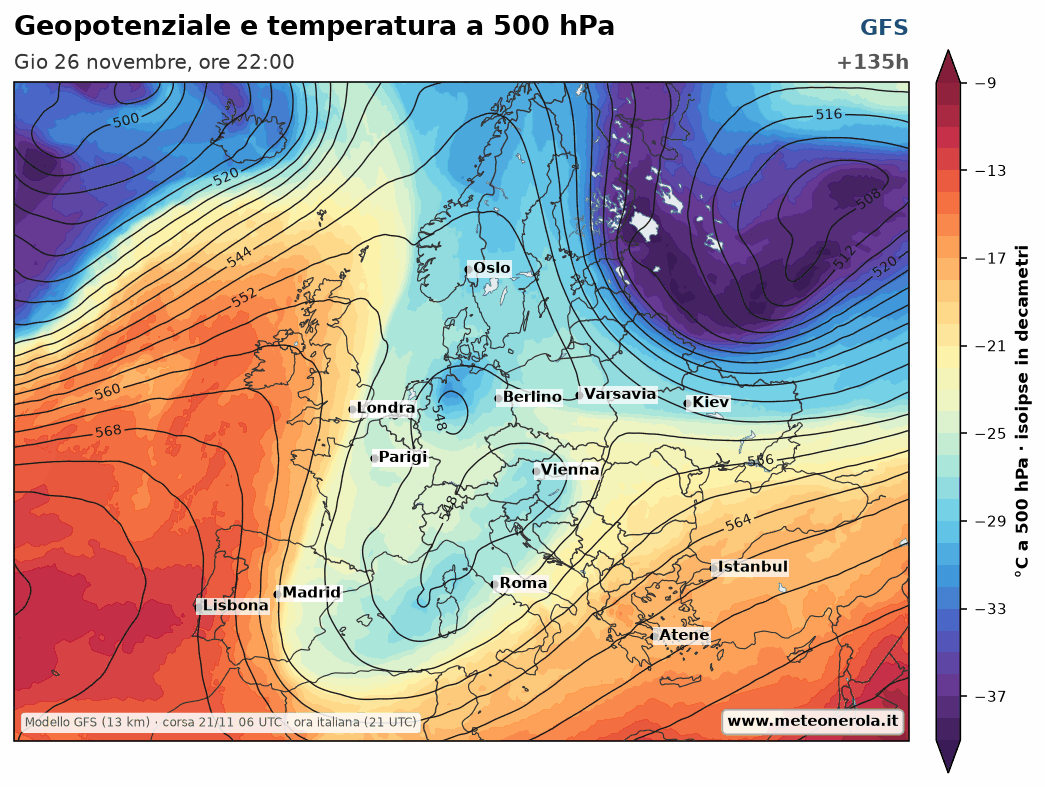 Geopotenziale e temperatura a 500 hPa
GFS
Gio 26 novembre, ore 22:00
+135h
−9
500
516
−13
520
508
544
512
520
−17
Oslo
552
−21
560
Berlino
Varsavia
Kiev
Londra
548
568
−25
Parigi
556
Vienna
548
564
−29
Istanbul
Roma
Madrid
Lisbona
−33
Atene
−37
°C a 500 hPa · isoipse in decametri
Modello GFS (13 km) · corsa 21/11 06 UTC · ora italiana (21 UTC)
www.meteonerola.it